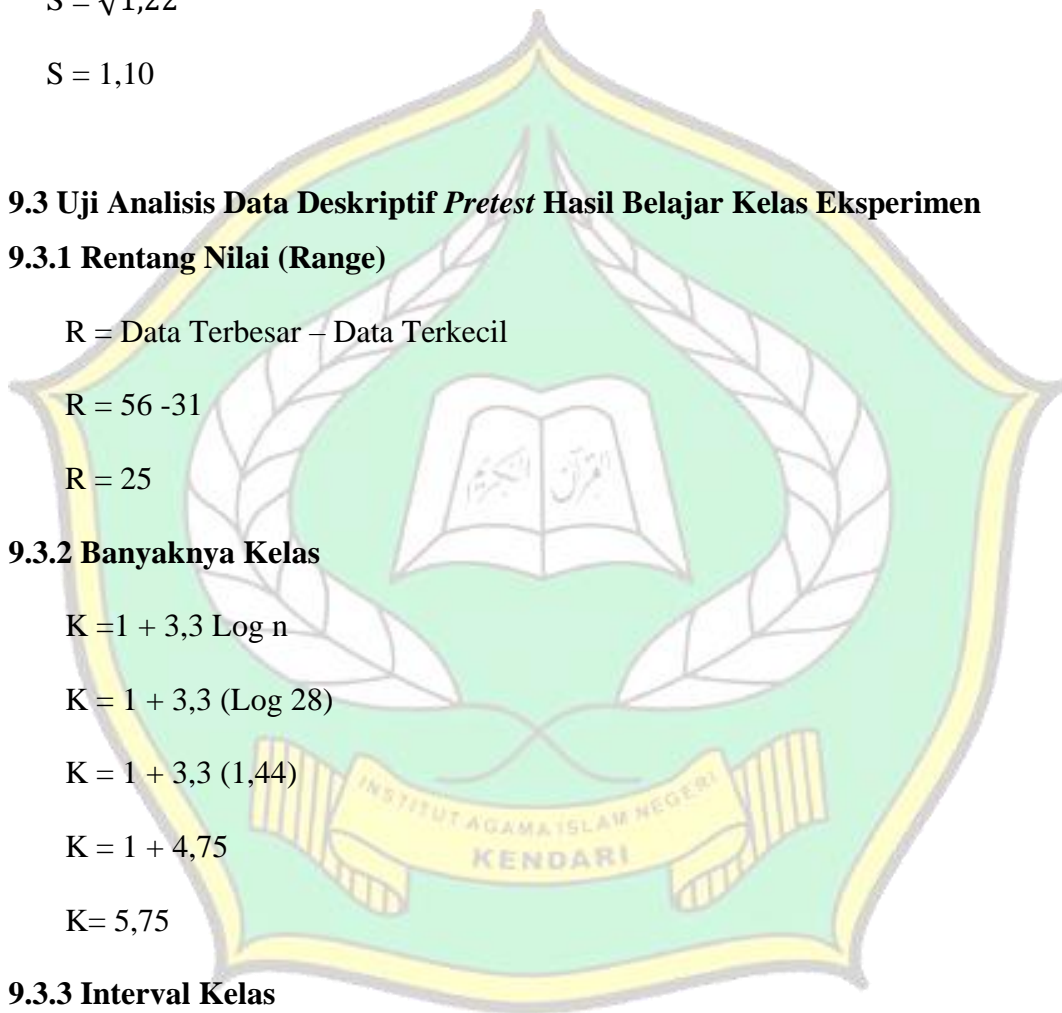 S = √1,22
S = 1,10
9.3 Uji Analisis Data Deskriptif Pretest Hasil Belajar Kelas Eksperimen
9.3.1 Rentang Nilai (Range)
R = Data Terbesar – Data Terkecil
R = 56 -31
R = 25
القرآن الكريم
9.3.2 Banyaknya Kelas
K =1 + 3,3 Log n
K = 1 + 3,3 (Log 28)
K = 1 + 3,3 (1,44)
INSTITUT AGAMA ISLAM NEGERI
K = 1 + 4,75
KENDARI
K= 5,75
9.3.3 Interval Kelas